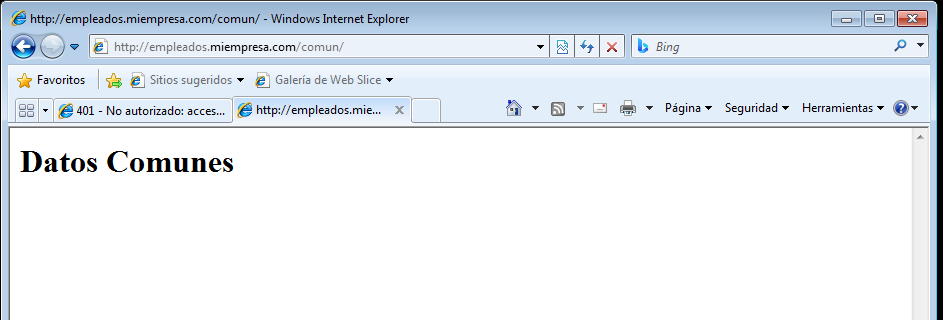 http://empleados.miempresa.com/comun/ - Windows Internet Explorer
http://empleados.miempresa.com/comun/ Bing
Favoritos Sitios sugeridos Galería de Web Slice
401 - No autorizado: acces... http://empleados.mie... Página Seguridad Herramientas
Datos Comunes